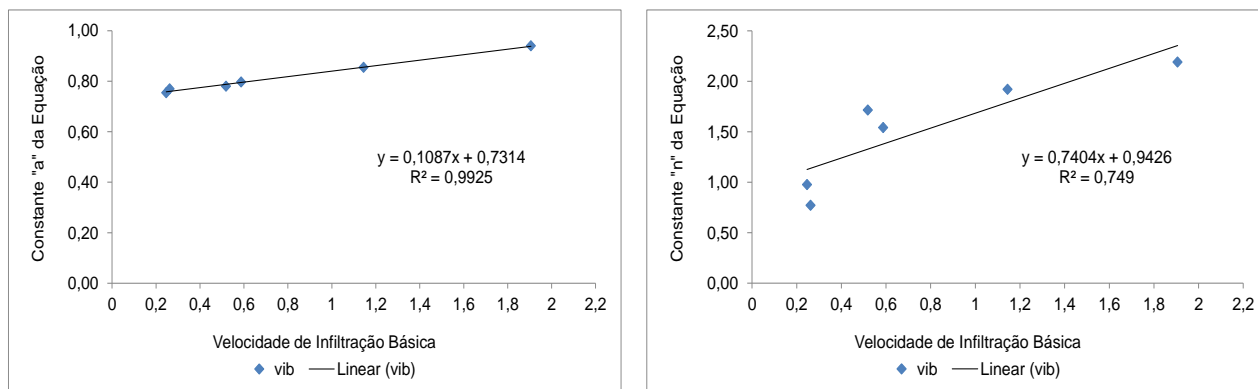 Constante "a" da Equação
1,00
0,80
0,60
0,40
0,20
0,00
y = 0,1087x + 0,7314
R² = 0,9925
0 0,2 0,4 0,6 0,8 1 1,2 1,4 1,6 1,8 2 2,2
Velocidade de Infiltração Básica
vib Linear (vib)
Constante "n" da Equação
2,50
2,00
1,50
1,00
0,50
0,00
y = 0,7404x + 0,9426
R² = 0,749
0 0,2 0,4 0,6 0,8 1 1,2 1,4 1,6 1,8 2 2,2
Velocidade de Infiltração Básica
vib Linear (vib)